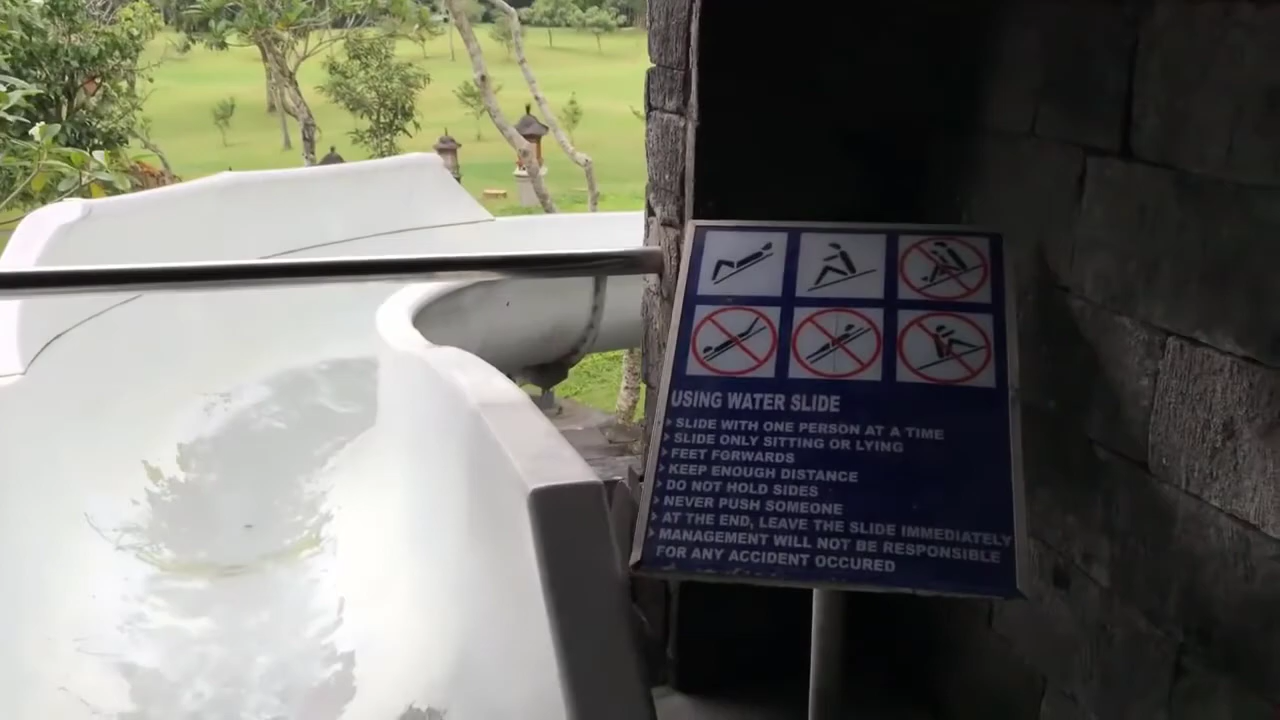 USING WATER SLIDE
> SLIDE WITH ONE PERSON AT A TIME
> SLIDE ONLY SITTING OR LYING
> FEET FORWARDS
> KEEP ENOUGH DISTANCE
> DO NOT HOLD SIDES
> NEVER PUSH SOMEONE
> AT THE END, LEAVE THE SLIDE IMMEDIATELY
> MANAGEMENT WILL NOT BE RESPONSIBLE
FOR ANY ACCIDENT OCCURED